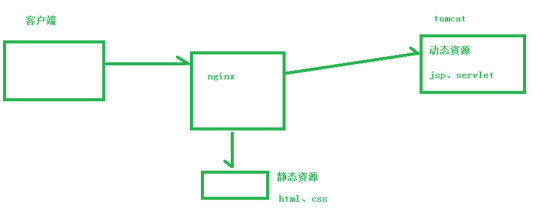 客户端
tomcat
动态资源
jsp、servlet
nginx
静态资源
html、css